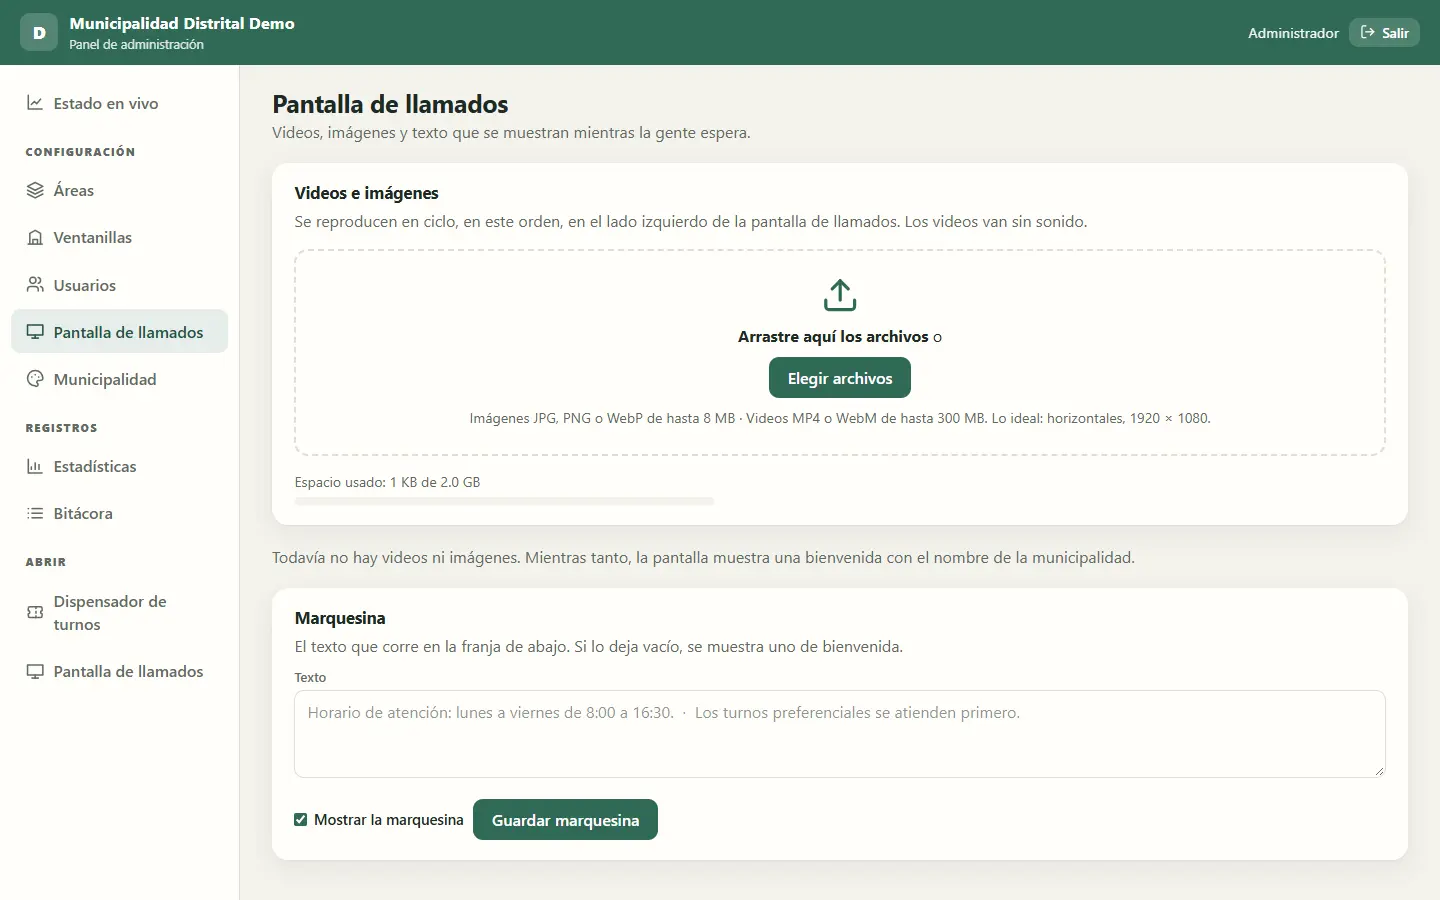 D
Municipalidad Distrital Demo
Panel de administración
Administrador
Salir
Estado en vivo
CONFIGURACIÓN
Áreas
Ventanillas
Usuarios
Pantalla de llamados
Municipalidad
REGISTROS
Estadísticas
Bitácora
ABRIR
Dispensador de
turnos
Pantalla de llamados
Pantalla de llamados
Videos, imágenes y texto que se muestran mientras la gente espera.
Videos e imágenes
Se reproducen en ciclo, en este orden, en el lado izquierdo de la pantalla de llamados. Los videos van sin sonido.
Arrastre aquí los archivos o
Elegir archivos
Imágenes JPG, PNG o WebP de hasta 8 MB · Videos MP4 o WebM de hasta 300 MB. Lo ideal: horizontales, 1920 × 1080.
Espacio usado: 1 KB de 2.0 GB
Todavía no hay videos ni imágenes. Mientras tanto, la pantalla muestra una bienvenida con el nombre de la municipalidad.
Marquesina
El texto que corre en la franja de abajo. Si lo deja vacío, se muestra uno de bienvenida.
Texto
Horario de atención: lunes a viernes de 8:00 a 16:30. · Los turnos preferenciales se atienden primero.
Mostrar la marquesina
Guardar marquesina